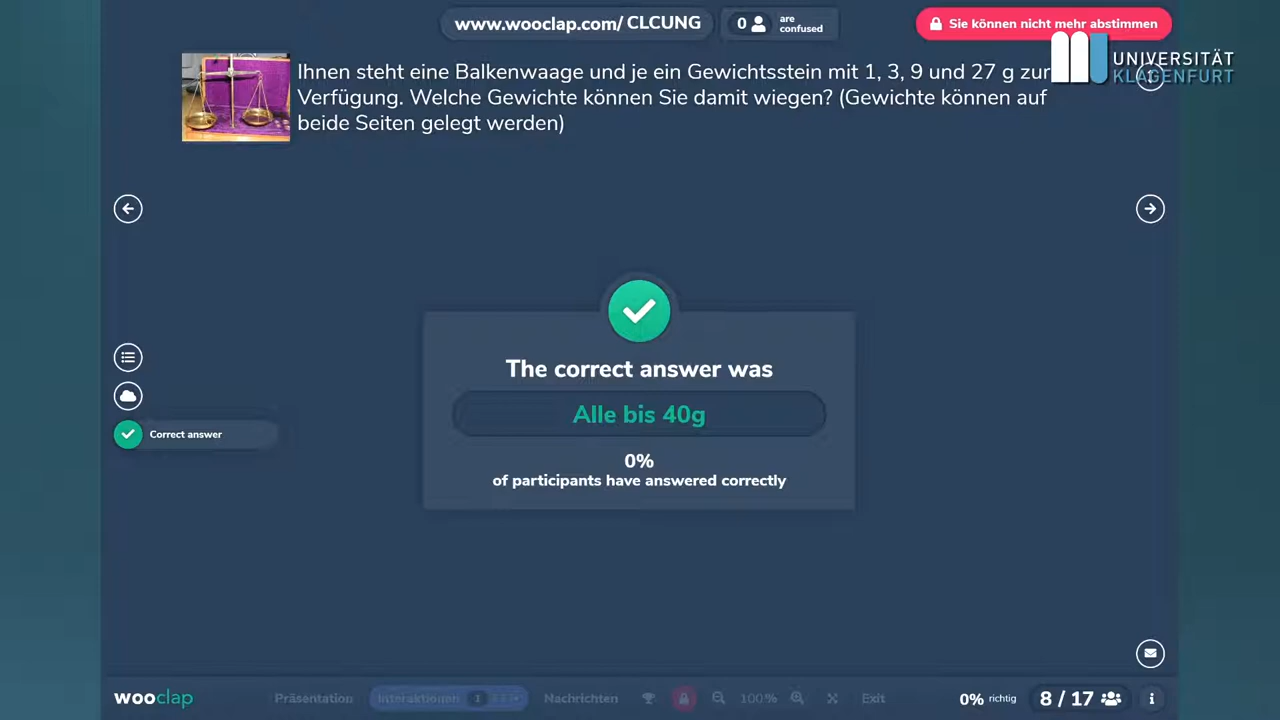 www.wooclap.com/ CLCUNG
0 are confused
Sie können nicht mehr abstimmen
UNIVERSITÄT
KLAGENFURT
Ihnen steht eine Balkenwaage und je ein Gewichtsstein mit 1, 3, 9 und 27 g zur
Verfügung. Welche Gewichte können Sie damit wiegen? (Gewichte können auf
beide Seiten gelegt werden)
The correct answer was
Alle bis 40g
Correct answer
0%
of participants have answered correctly
wooclap Präsentation Interaktionen 1 Nachrichten 100% Exit 0% richtig 8 / 17